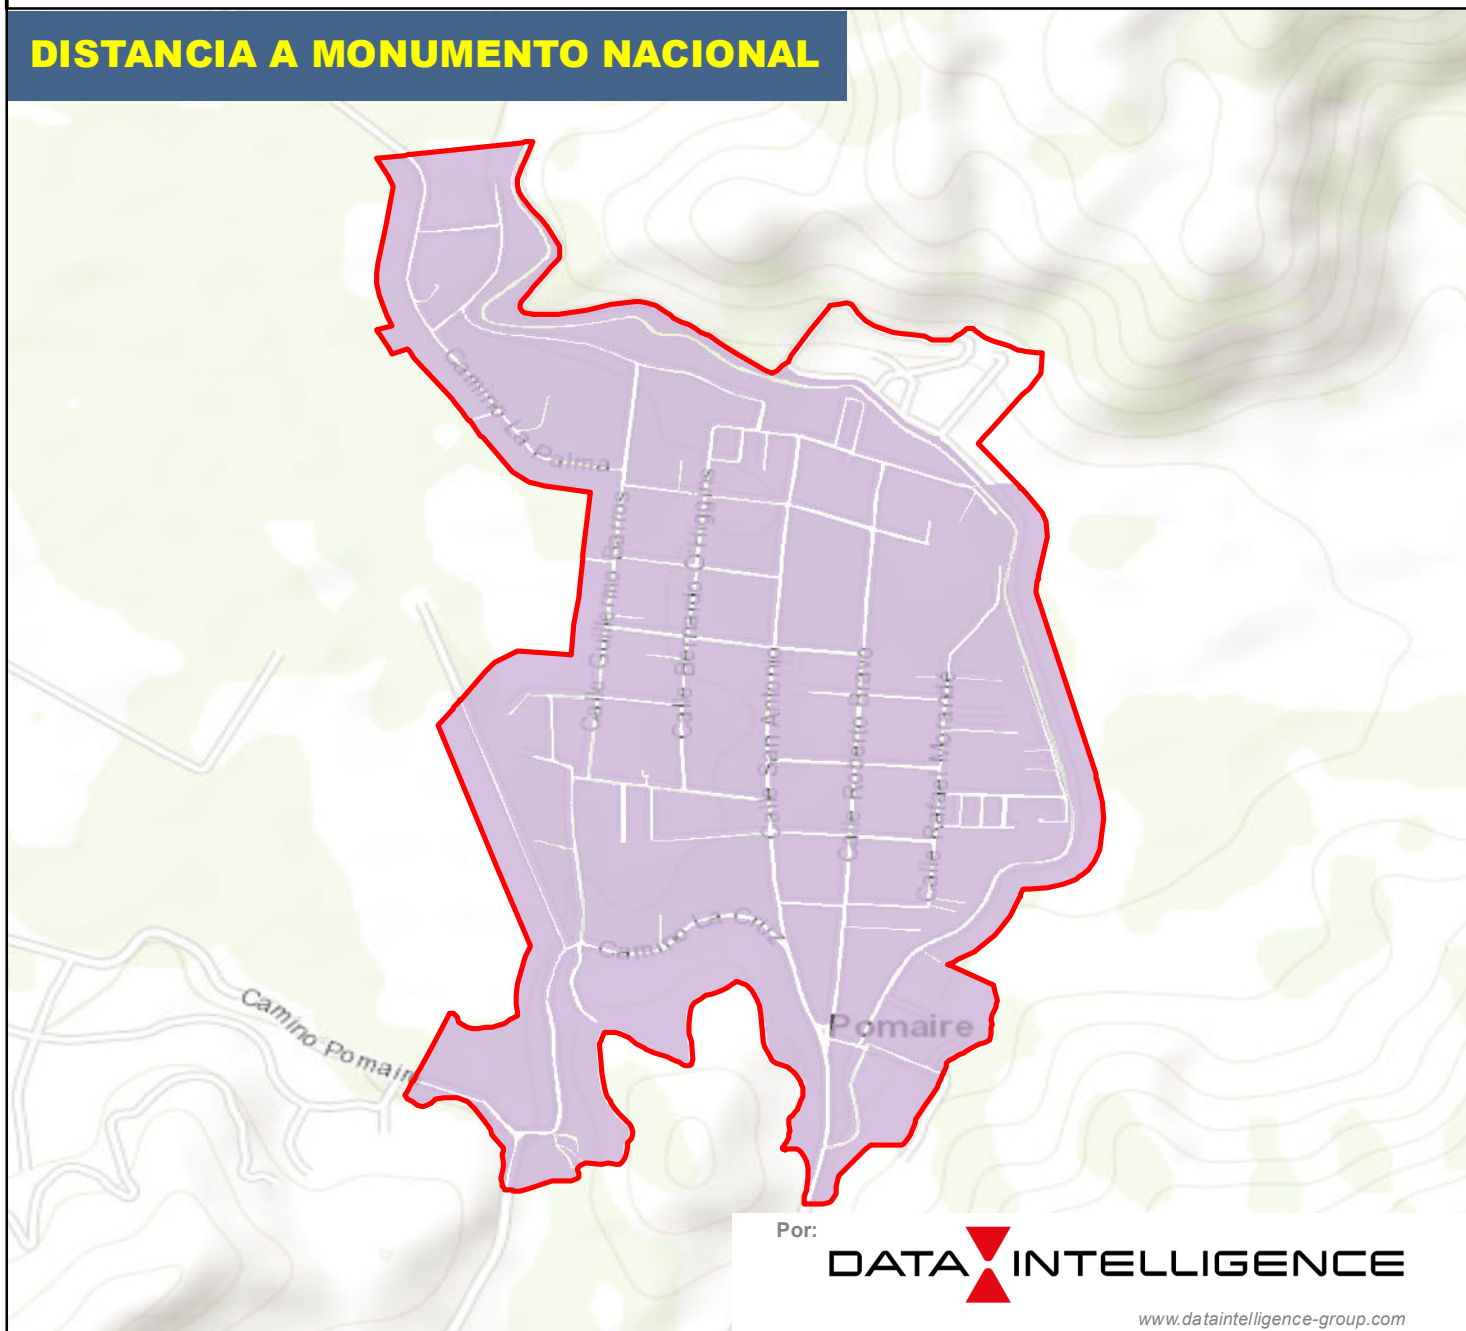 DISTANCIA A MONUMENTO NACIONAL
Camino La Palma
Calle Guillermo Barros
Calle Bernardo O'Higgins
Calle San Antonio
Calle Roberto Bravo
Calle Rafael Morandé
Camino La Cruz
Camino Pomaire
Pomaire
Por:
DATA INTELLIGENCE
www.dataintelligence-group.com